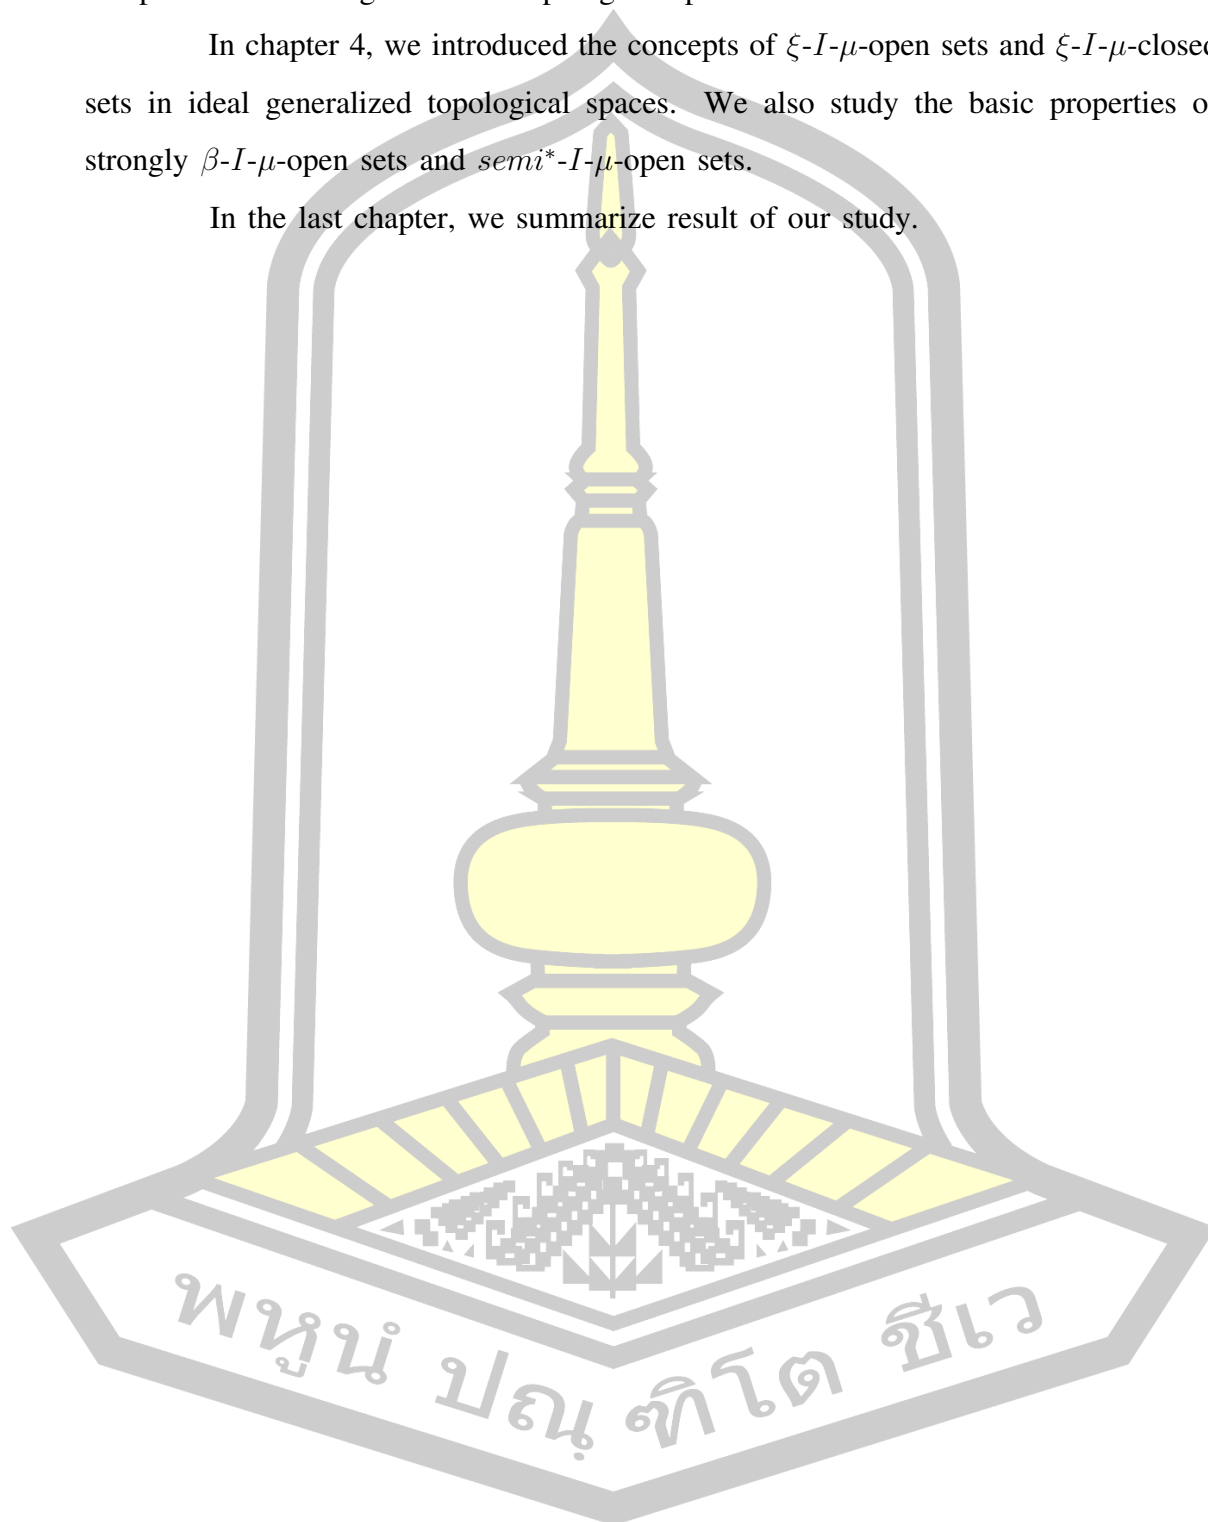 In chapter 4, we introduced the concepts of ξ-I-μ-open sets and ξ-I-μ-closed
sets in ideal generalized topological spaces. We also study the basic properties o
strongly β-I-μ-open sets and semi*-I-μ-open sets.
In the last chapter, we summarize result of our study.
พหูนํ ปณฺฑิโต ชีเว